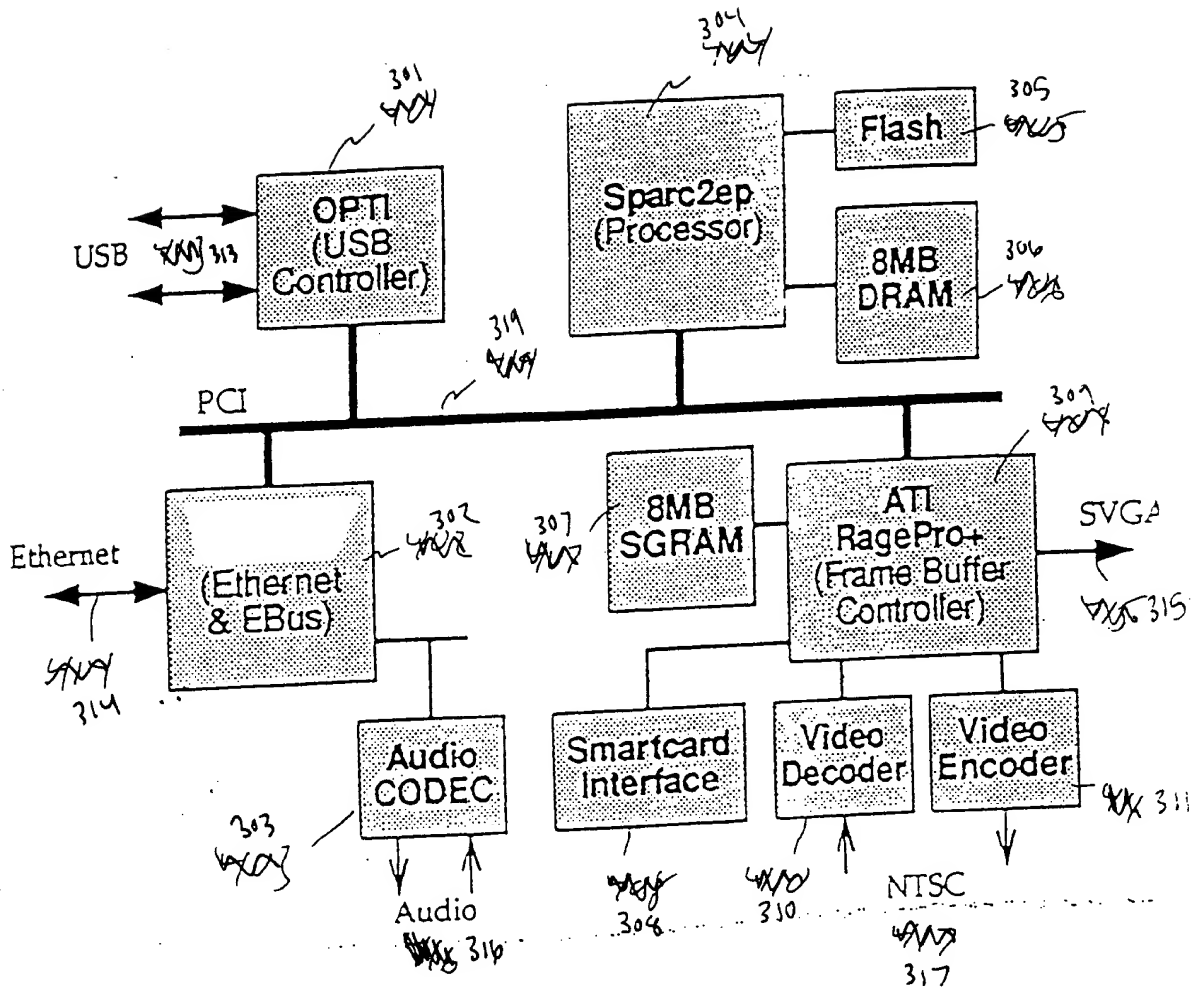 304
301
305
Flash
OPTI
(USB
Controller)
Sparc2ep
(Processor)
USB
313
306
8MB
DRAM
319
PCI
309
302
307
8MB
SGRAM
ATI
RagePro+
(Frame Buffer
Controller)
SVGA
Ethernet
(Ethernet
& EBus)
315
314
Audio
CODEC
Smartcard
Interface
Video
Decoder
Video
Encoder
311
303
Audio
316
308
310
NTSC
317